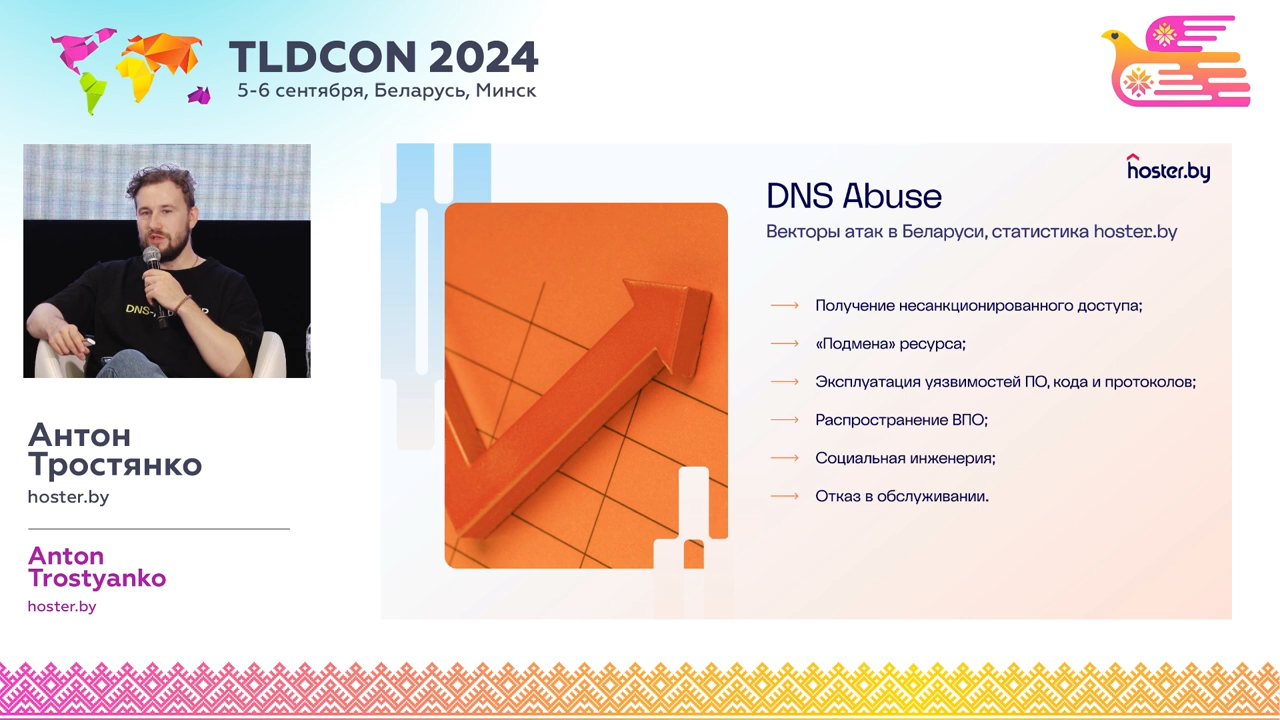 TLDCON 2024
5-6 сентября, Беларусь, Минск
Антон
Тростянко
hoster.by
Anton
Trostyanko
hoster.by
hoster.by
DNS Abuse
Векторы атак в Беларуси, статистика hoster.by
Получение несанкционированного доступа;
«Подмена» ресурса;
Эксплуатация уязвимостей ПО, кода и протоколов;
Распространение ВПО;
Социальная инженерия;
Отказ в обслуживании.